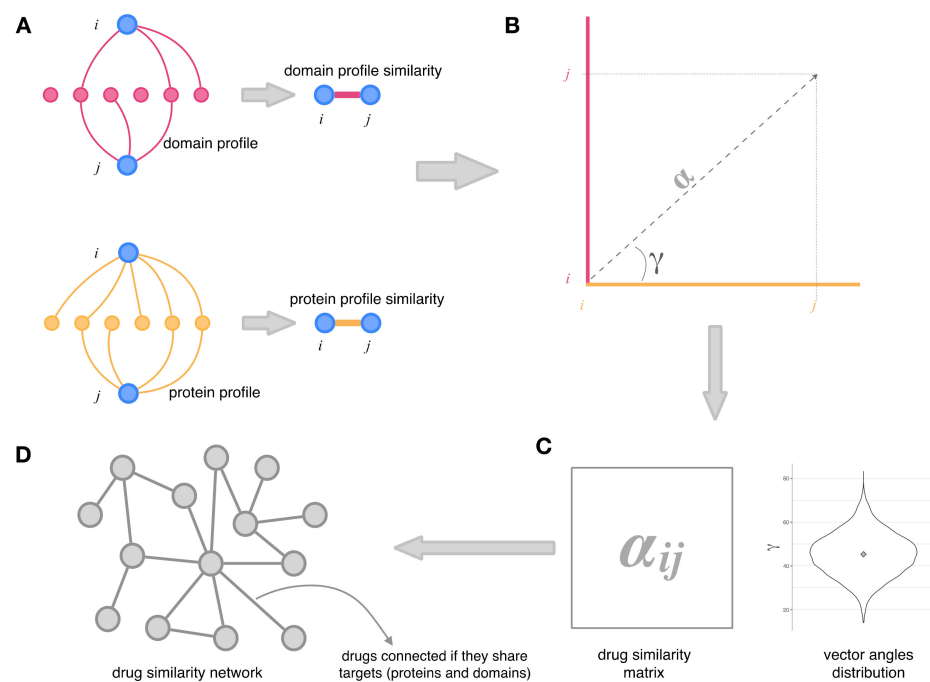 A
i
domain profile similarity
i j
domain profile
j
i
protein profile similarity
i j
protein profile
j
B
j
α
γ
i
i j
D
drug similarity network
drugs connected if they share
targets (proteins and domains)
C
αij
drug similarity
matrix
80
60
γ
40
20
vector angles
distribution